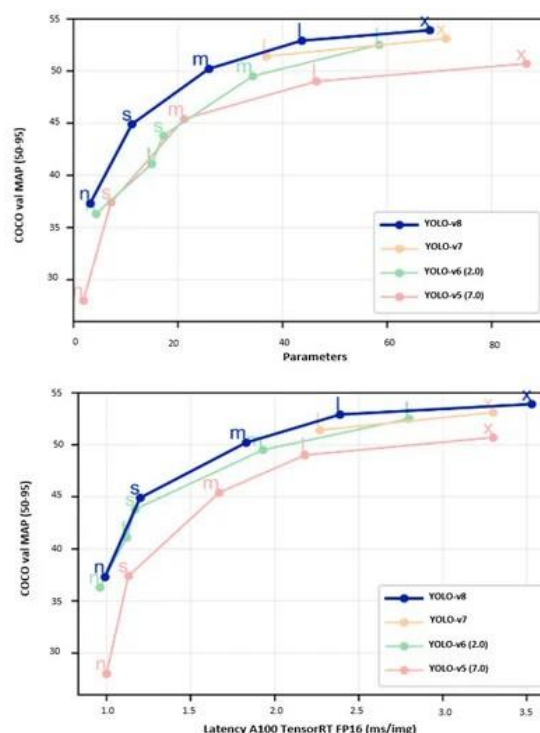 55
50
45
40
35
30
COCO val MAP (50-95)
n
s
m
l
x
l
x
s
m
l
n
s
m
l
x
YOLO-v8
YOLO-v7
YOLO-v6 (2.0)
YOLO-v5 (7.0)
0 20 40 60 80
Parameters
55
50
45
40
35
30
COCO val MAP (50-95)
n
s
m
l
x
l
x
n
s
l
n
s
m
l
x
YOLO-v8
YOLO-v7
YOLO-v6 (2.0)
YOLO-v5 (7.0)
1.0 1.5 2.0 2.5 3.0 3.5
Latency A100 TensorRT FP16 (ms/img)